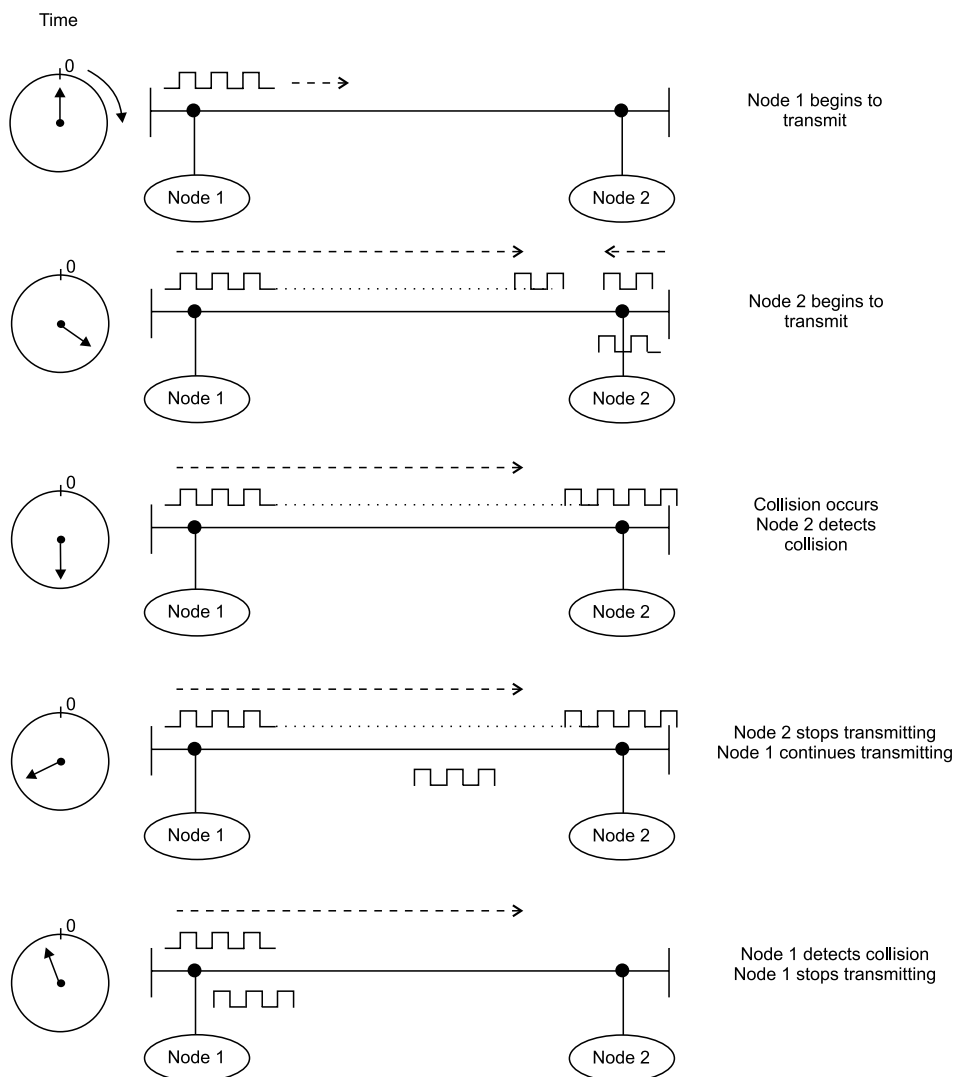 Time
0
Node 1 begins to
transmit
Node 1
Node 2
0
Node 2 begins to
transmit
Node 1
Node 2
0
Collision occurs
Node 2 detects
collision
Node 1
Node 2
0
Node 2 stops transmitting
Node 1 continues transmitting
Node 1
Node 2
0
Node 1 detects collision
Node 1 stops transmitting
Node 1
Node 2